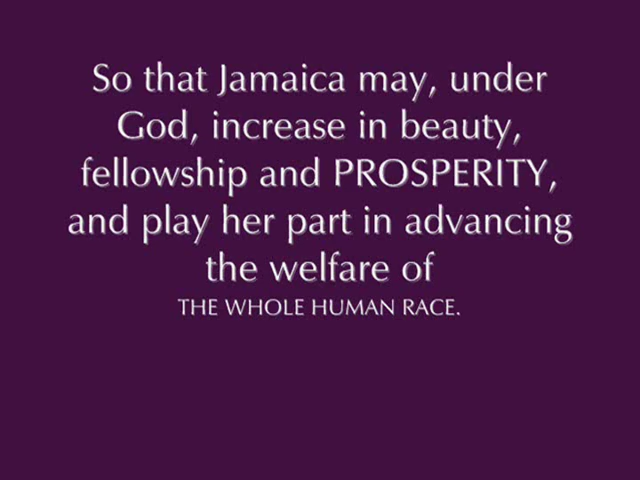 So that Jamaica may, under
God, increase in beauty,
fellowship and PROSPERITY,
and play her part in advancing
the welfare of
THE WHOLE HUMAN RACE.